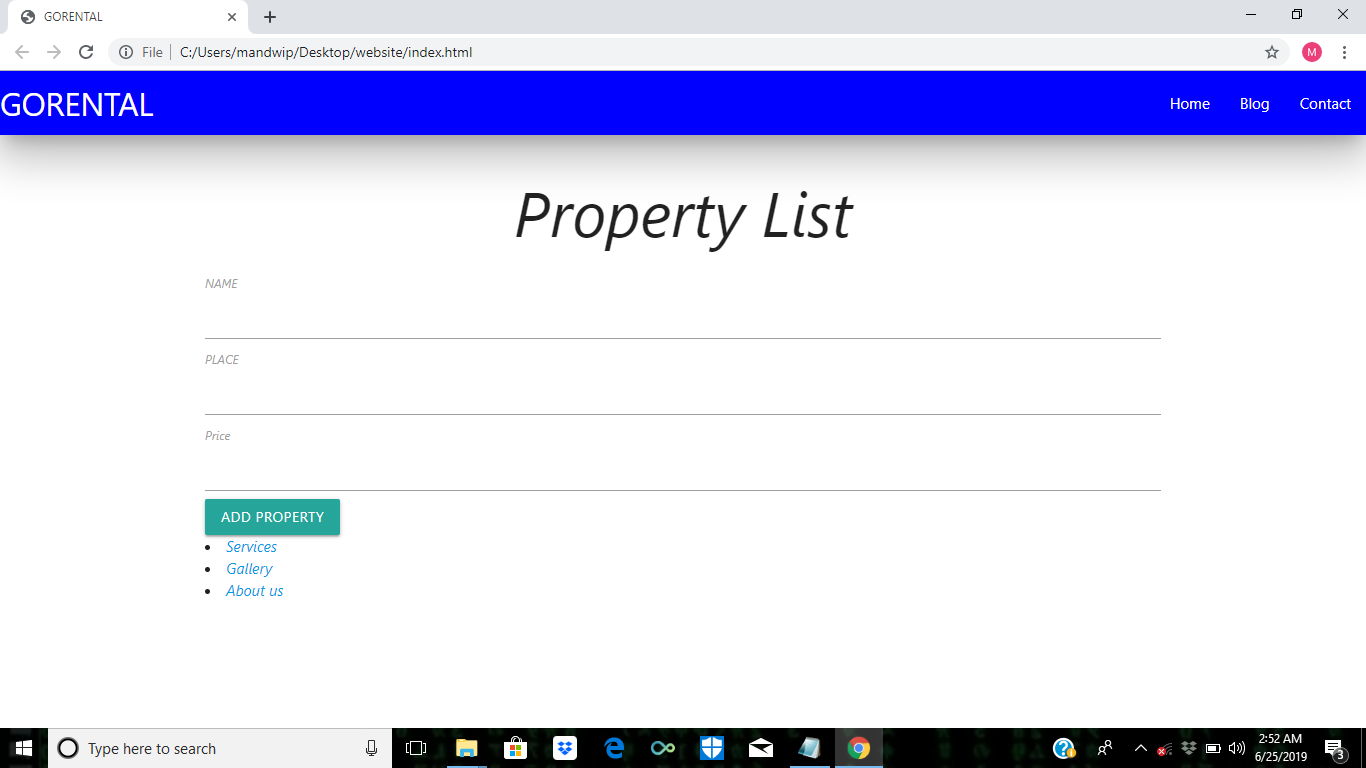 GORENTAL
File C:/Users/mandwip/Desktop/website/index.html M
GORENTAL Home Blog Contact
Property List
NAME
PLACE
Price
ADD PROPERTY
Services
Gallery
About us
Type here to search
2:52 AM
6/25/2019
3